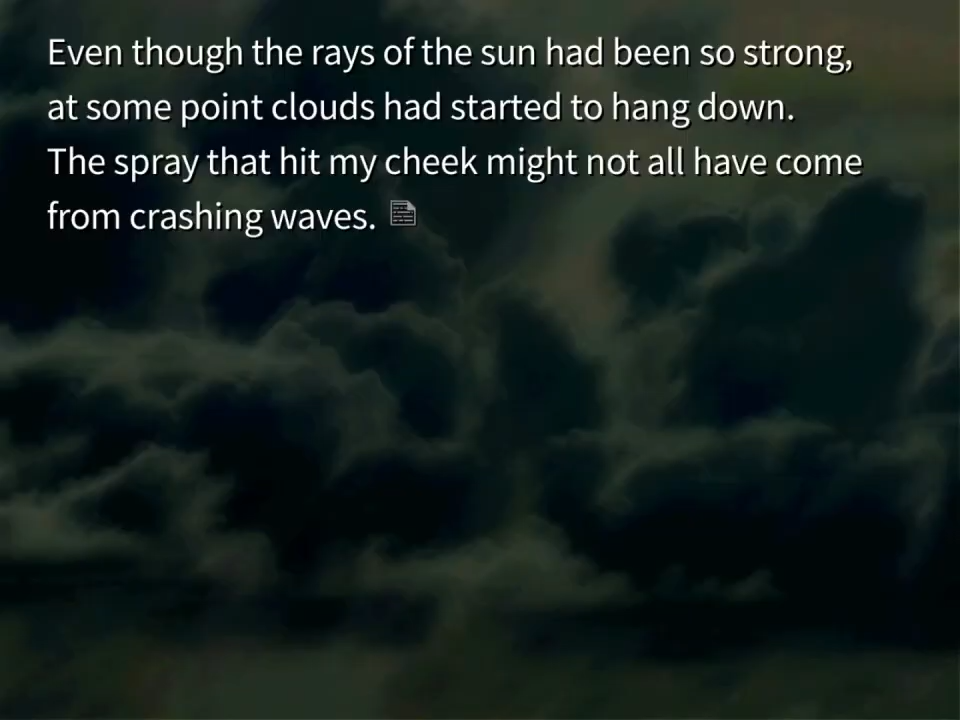 Even though the rays of the sun had been so strong,
at some point clouds had started to hang down.
The spray that hit my cheek might not all have come
from crashing waves.